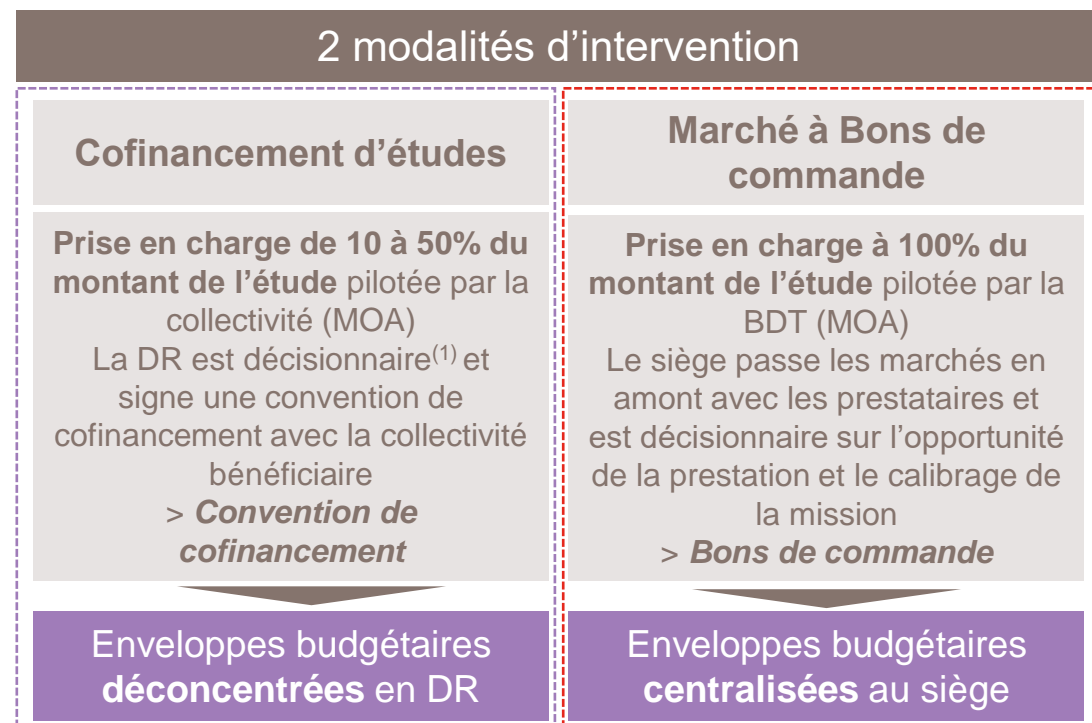 2 modalités d’intervention
Cofinancement d’études
Prise en charge de 10 à 50% du
montant de l’étude pilotée par la
collectivité (MOA)
La DR est décisionnaire(1) et
signe une convention de
cofinancement avec la collectivité
bénéficiaire
> Convention de
cofinancement
Enveloppes budgétaires
déconcentrées en DR
Marché à Bons de
commande
Prise en charge à 100% du
montant de l’étude pilotée par la
BDT (MOA)
Le siège passe les marchés en
amont avec les prestataires et
est décisionnaire sur l’opportunité
de la prestation et le calibrage de
la mission
> Bons de commande
Enveloppes budgétaires
centralisées au siège